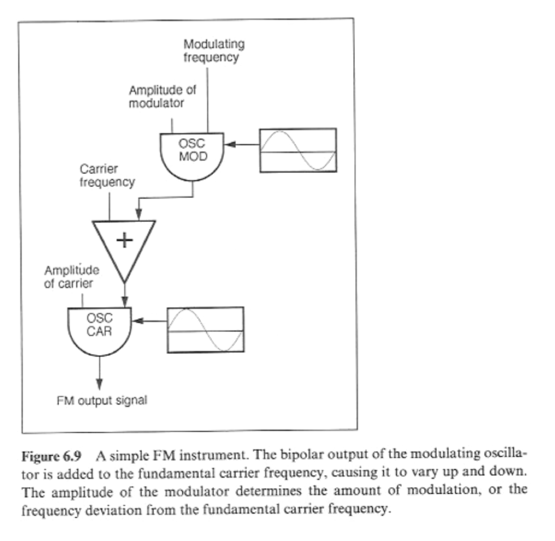 Modulating
frequency
Amplitude of
modulator
OSC
MOD
Carrier
frequency
+
Amplitude
of carrier
OSC
CAR
FM output signal
Figure 6.9 A simple FM instrument. The bipolar output of the modulating oscilla-
tor is added to the fundamental carrier frequency, causing it to vary up and down.
The amplitude of the modulator determines the amount of modulation, or the
frequency deviation from the fundamental carrier frequency.